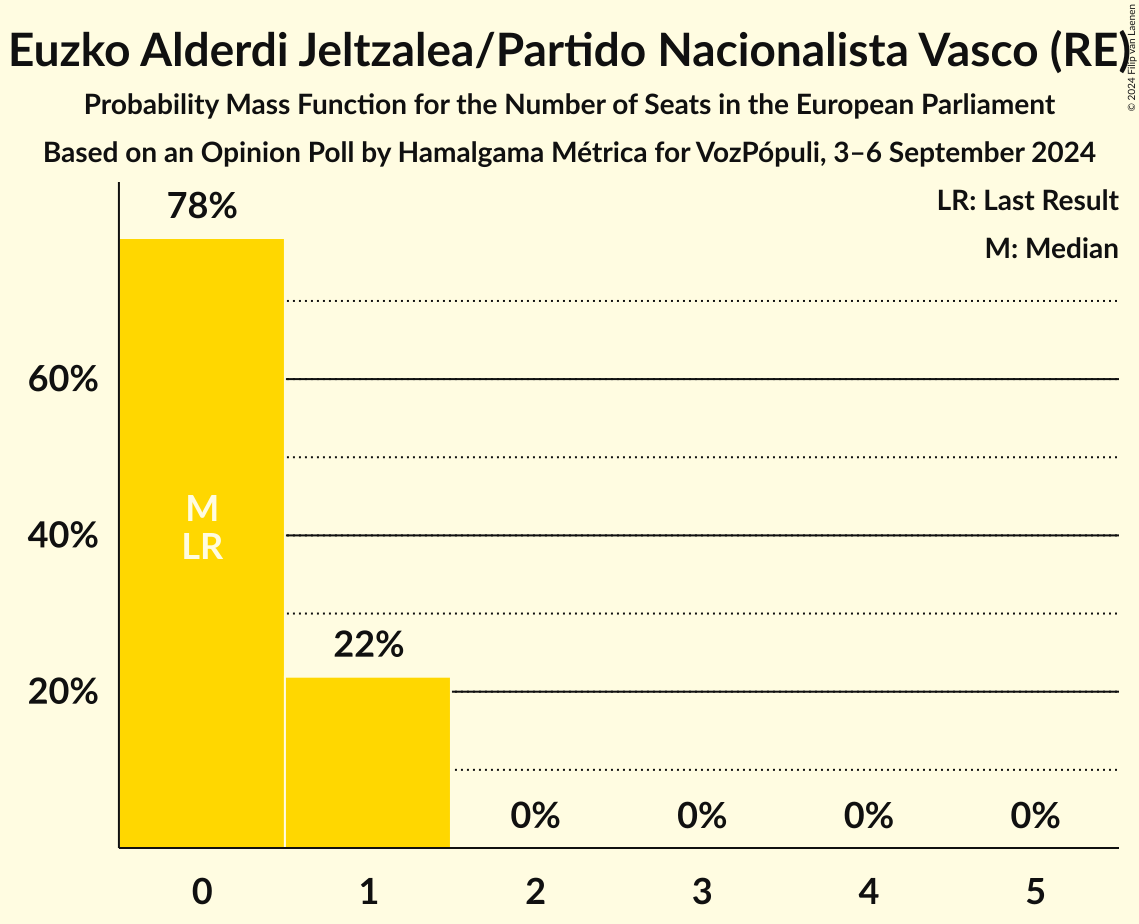 Euzko Alderdi Jeltzalea/Partido Nacionalista Vasco (RE)
© 2024 Filip van Laenen
Probability Mass Function for the Number of Seats in the European Parliament
Based on an Opinion Poll by Hamalgama Métrica for VozPópuli, 3–6 September 2024
LR: Last Result
M: Median
78%
60%
M
40%
LR
22%
20%
0%
0%
0%
0%
0
1
2
3
4
5